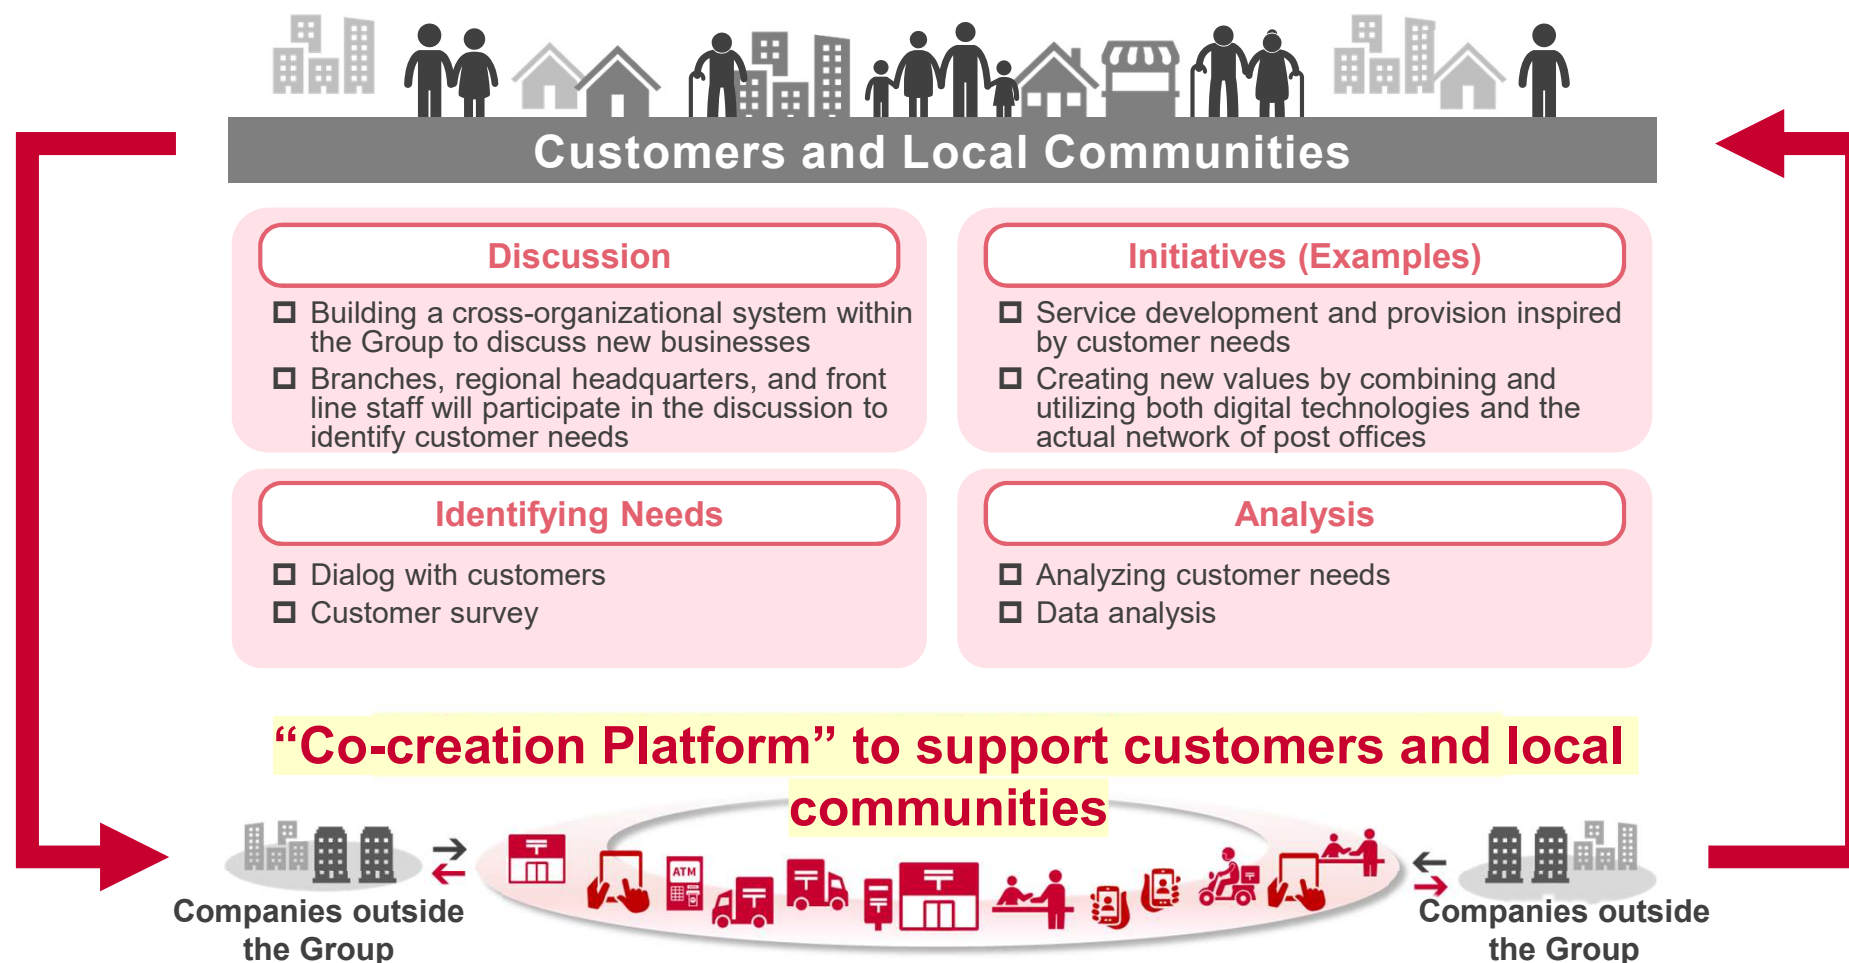 Customers and Local Communities
Discussion
Building a cross-organizational system within
the Group to discuss new businesses
Branches, regional headquarters, and front
line staff will participate in the discussion to
identify customer needs
Initiatives (Examples)
Service development and provision inspired
by customer needs
Creating new values by combining and
utilizing both digital technologies and the
actual network of post offices
Identifying Needs
Dialog with customers
Customer survey
Analysis
Analyzing customer needs
Data analysis
“Co-creation Platform” to support customers and local
communities
ATM
Companies outside
the Group
Companies outside
the Group